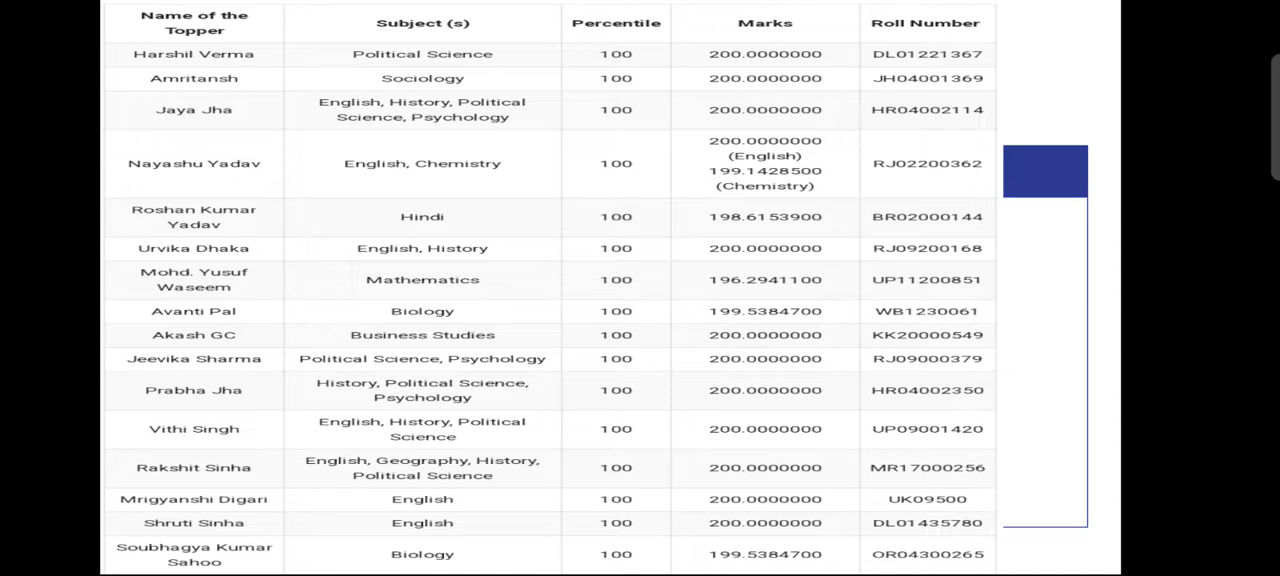 Name of the
Topper
Subject (s)
Percentile
Marks
Roll Number
Harshil Verma
Political Science
100
200.0000000
DL01221367
Amritansh
Sociology
100
200.0000000
JH04001369
Jaya Jha
English, History, Political
Science, Psychology
100
200.0000000
HR04002114
Nayashu Yadav
English, Chemistry
100
200.0000000
(English)
199.1428500
(Chemistry)
RJ02200362
Roshan Kumar
Yadav
Hindi
100
198.6153900
BR02000144
Urvika Dhaka
English, History
100
200.0000000
RJ09200168
Mohd. Yusuf
Waseem
Mathematics
100
196.2941100
UP11200851
Avanti Pal
Biology
100
199.5384700
WB1230061
Akash GC
Business Studies
100
200.0000000
KK20000549
Jeevika Sharma
Political Science, Psychology
100
200.0000000
RJ09000379
Prabha Jha
History, Political Science,
Psychology
100
200.0000000
HR04002350
Vithi Singh
English, History, Political
Science
100
200.0000000
UP09001420
Rakshit Sinha
English, Geography, History,
Political Science
100
200.0000000
MR17000256
Mrigyanshi Digari
English
100
200.0000000
UK09500
Shruti Sinha
English
100
200.0000000
DL01435780
Soubhagya Kumar
Sahoo
Biology
100
199.5384700
OR04300265